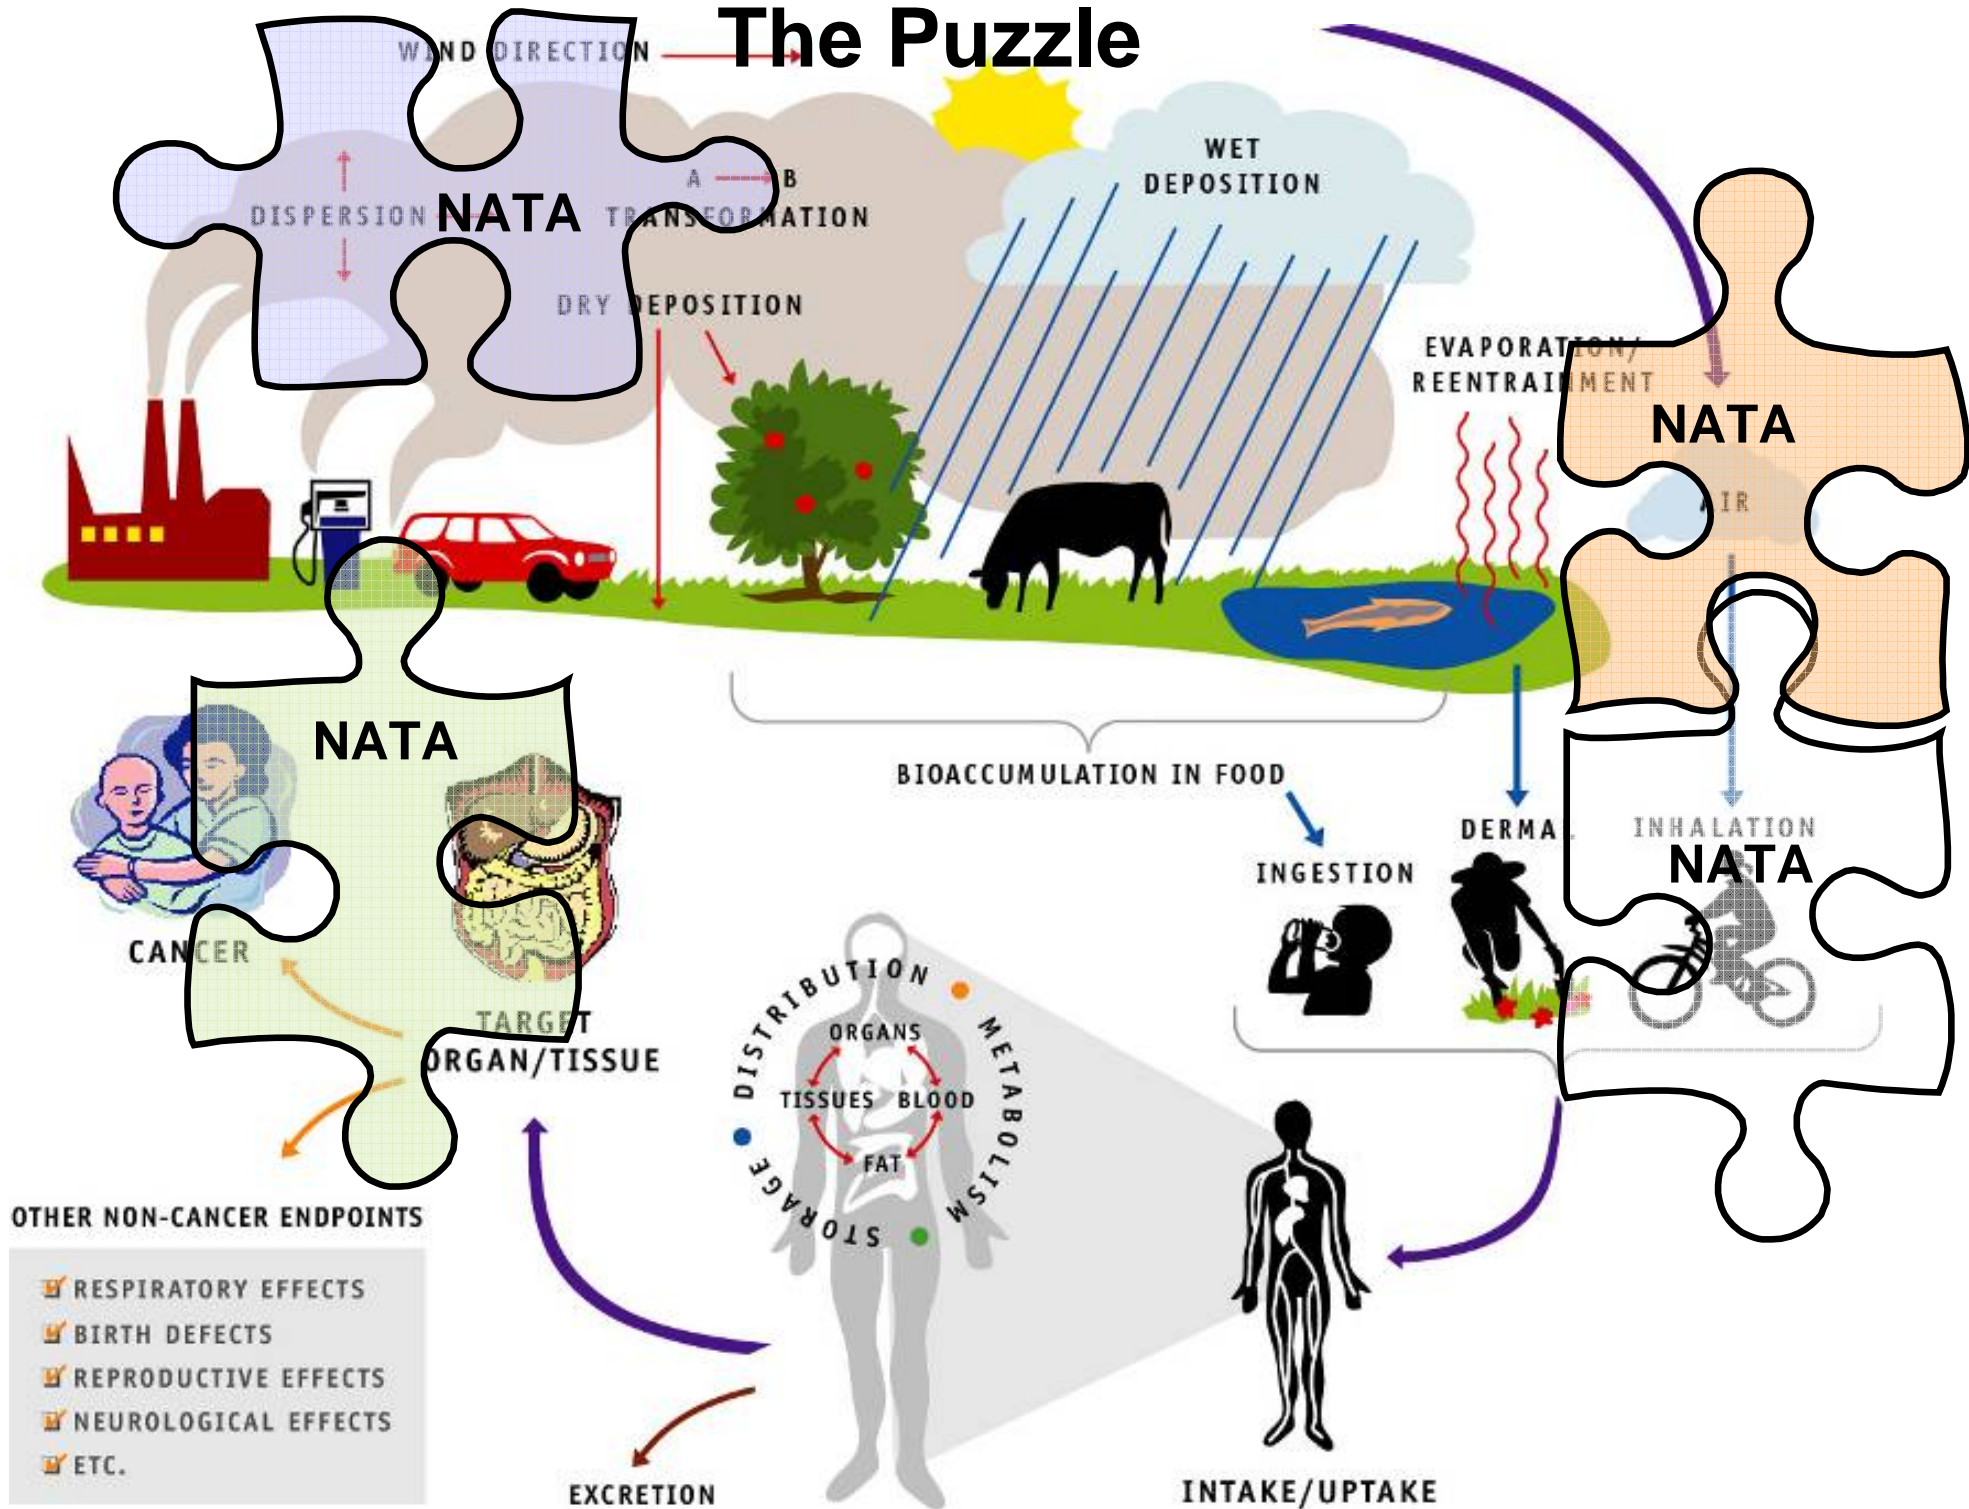 The Puzzle
WIND DIRECTION
WET
DEPOSITION
A B
DISPERSION
NATA
TRANSFORMATION
DRY DEPOSITION
EVAPORATION/
REENTRAINMENT
NATA
AIR
NATA
BIOACCUMULATION IN FOOD
DERMAL
INHALATION
NATA
INGESTION
CANCER
TARGET
ORGAN/TISSUE
DISTRIBUTION
METABOLISM
STORAGE
ORGANS
TISSUES BLOOD
FAT
OTHER NON-CANCER ENDPOINTS
RESPIRATORY EFFECTS
BIRTH DEFECTS
REPRODUCTIVE EFFECTS
NEUROLOGICAL EFFECTS
ETC.
EXCRETION
INTAKE/UPTAKE